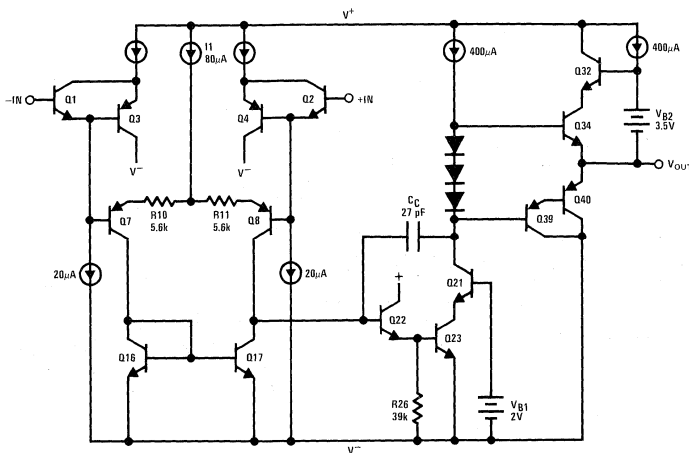 V+
I1
80µA
400µA
400µA
Q32
−IN
Q1
Q3
Q4
Q2
+IN
Q34
VB2
3.5V
V−
V−
VOUT
Q7
R10
5.6k
R11
5.6k
Q8
CC
27 pF
Q39
Q40
20µA
20µA
+
Q21
Q22
Q23
Q16
Q17
R26
39k
VB1
2V
V−